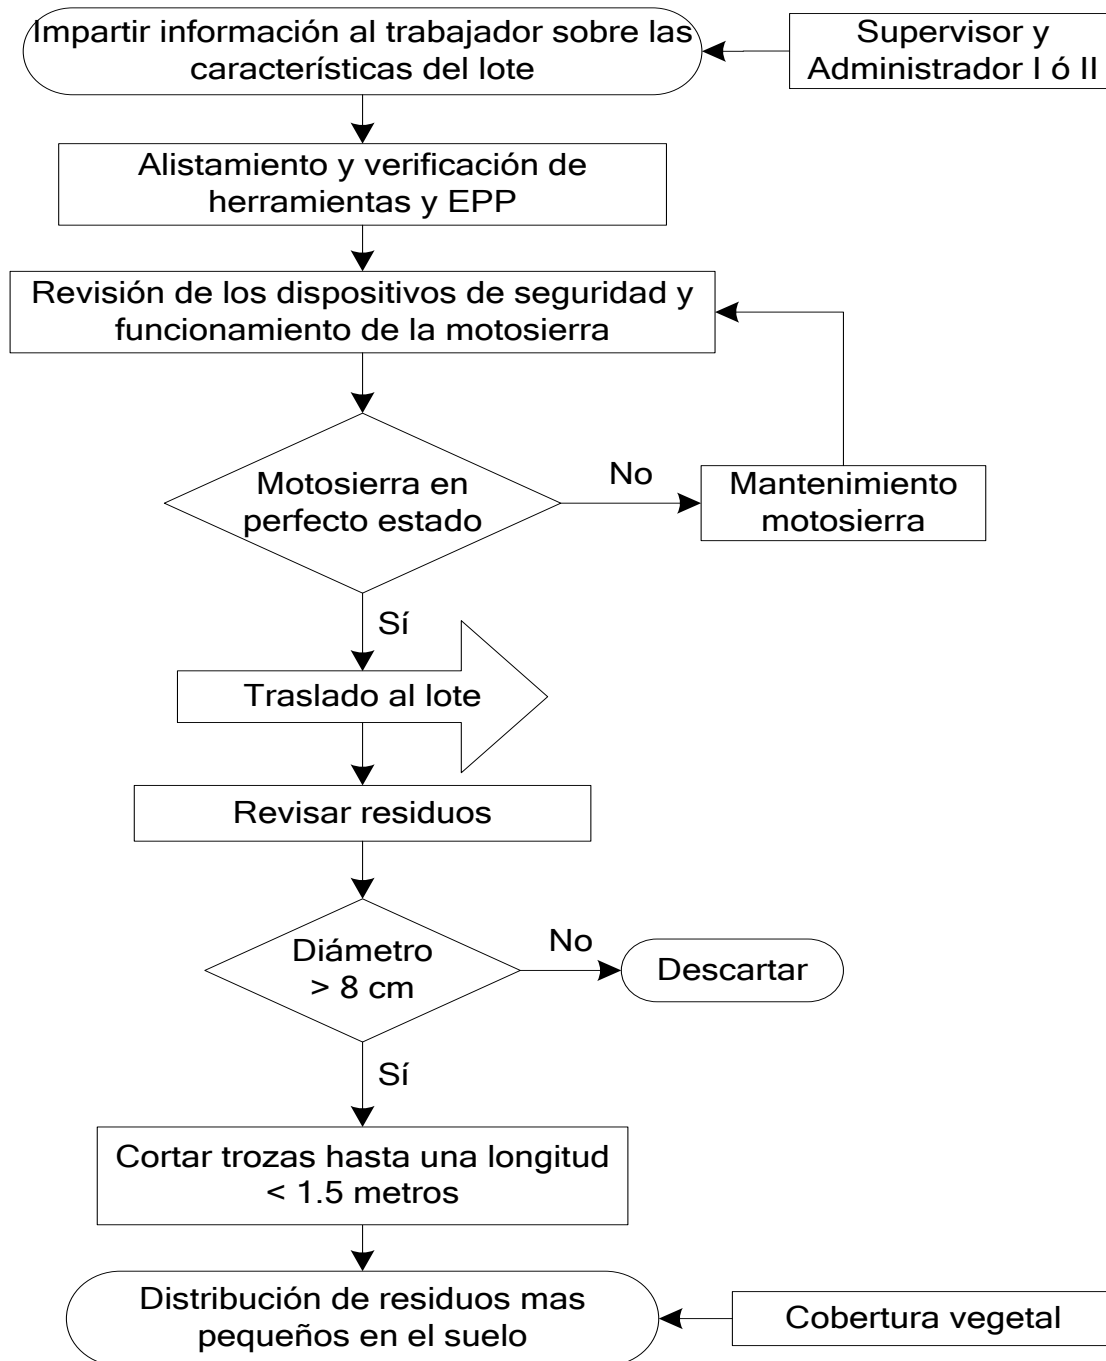 Impartir información al trabajador sobre las
características del lote
Supervisor y
Administrador I ó II
Alistamiento y verificación de
herramientas y EPP
Revisión de los dispositivos de seguridad y
funcionamiento de la motosierra
Motosierra en
perfecto estado
No
Mantenimiento
motosierra
Sí
Traslado al lote
Revisar residuos
Diámetro
> 8 cm
No
Descartar
Sí
Cortar trozas hasta una longitud
< 1.5 metros
Distribución de residuos mas
pequeños en el suelo
Cobertura vegetal